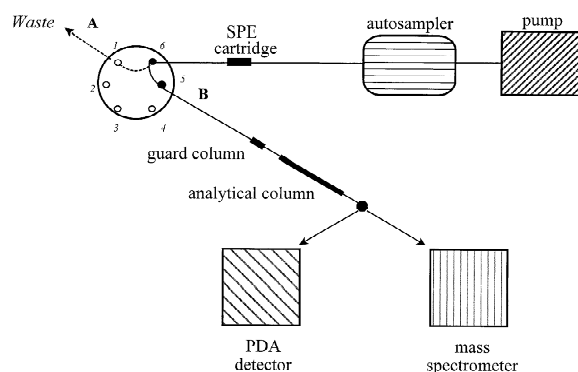 Waste
A
SPE
cartridge
autosampler
pump
1
6
2
5
3
4
B
guard column
analytical column
PDA
detector
mass
spectrometer